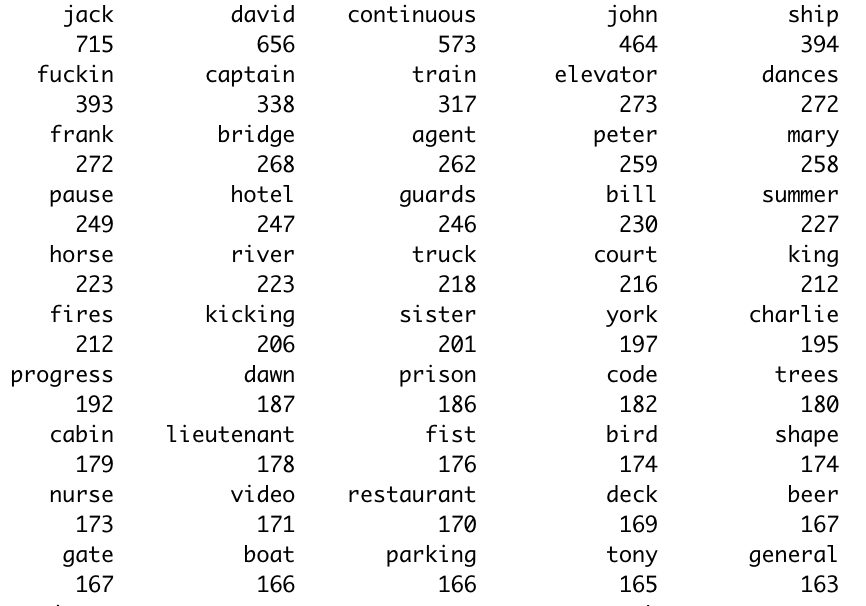 jack david continuous john ship
715 656 573 464 394
fuckin captain train elevator dances
393 338 317 273 272
frank bridge agent peter mary
272 268 262 259 258
pause hotel guards bill summer
249 247 246 230 227
horse river truck court king
223 223 218 216 212
fires kicking sister york charlie
212 206 201 197 195
progress dawn prison code trees
192 187 186 182 180
cabin lieutenant fist bird shape
179 178 176 174 174
nurse video restaurant deck beer
173 171 170 169 167
gate boat parking tony general
167 166 166 165 163